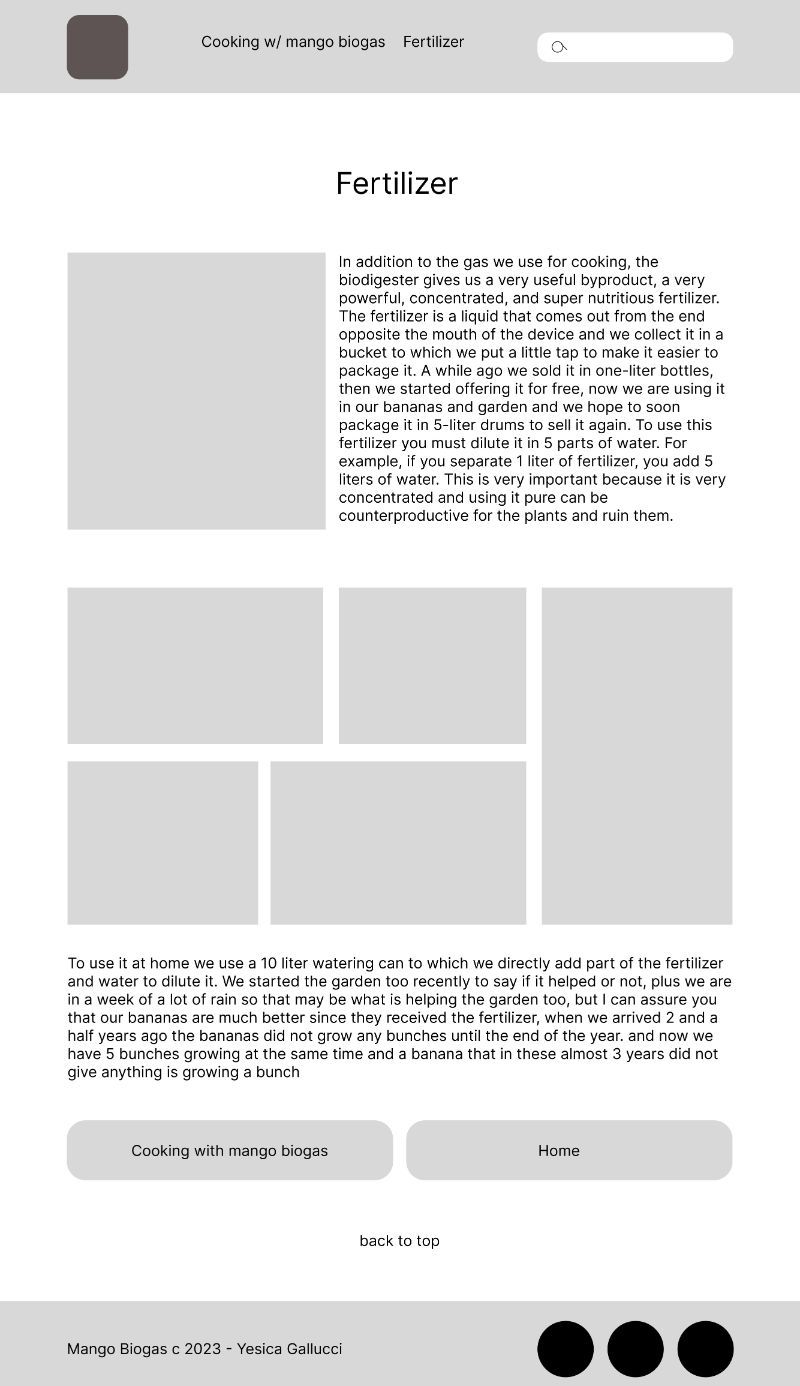 Cooking w/ mango biogas Fertilizer
Fertilizer
In addition to the gas we use for cooking, the
biodigester gives us a very useful byproduct, a very
powerful, concentrated, and super nutritious fertilizer.
The fertilizer is a liquid that comes out from the end
opposite the mouth of the device and we collect it in a
bucket to which we put a little tap to make it easier to
package it. A while ago we sold it in one-liter bottles,
then we started offering it for free, now we are using it
in our bananas and garden and we hope to soon
package it in 5-liter drums to sell it again. To use this
fertilizer you must dilute it in 5 parts of water. For
example, if you separate 1 liter of fertilizer, you add 5
liters of water. This is very important because it is very
concentrated and using it pure can be
counterproductive for the plants and ruin them.
To use it at home we use a 10 liter watering can to which we directly add part of the fertilizer
and water to dilute it. We started the garden too recently to say if it helped or not, plus we are
in a week of a lot of rain so that may be what is helping the garden too, but I can assure you
that our bananas are much better since they received the fertilizer, when we arrived 2 and a
half years ago the bananas did not grow any bunches until the end of the year. and now we
have 5 bunches growing at the same time and a banana that in these almost 3 years did not
give anything is growing a bunch
Cooking with mango biogas
Home
back to top
Mango Biogas c 2023 - Yesica Gallucci